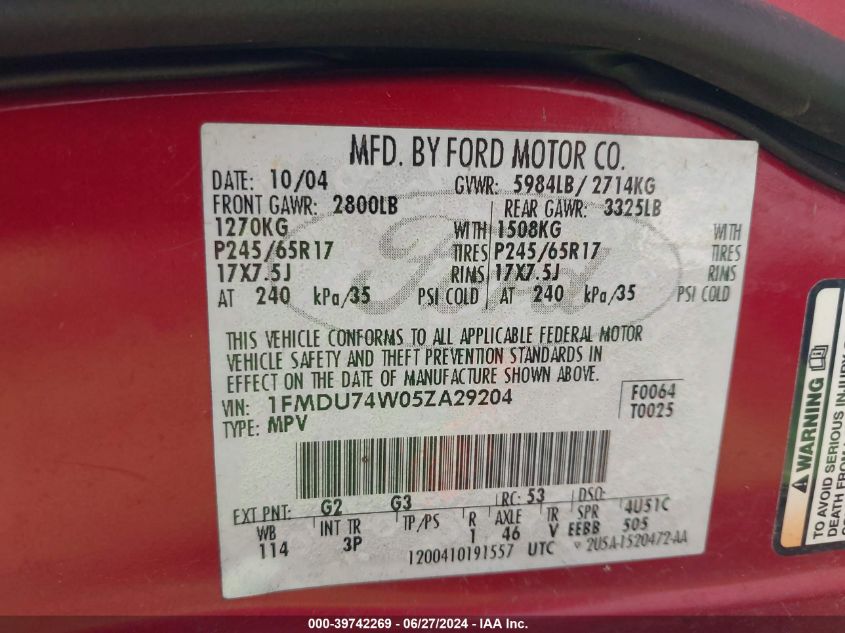 MFD. BY FORD MOTOR CO.
DATE: 10/04 GVWR: 5984LB/2714KG
FRONT GAWR: 2800LB REAR GAWR: 3325LB
1270KG WITH 1508KG WITH
P245/65R17 TIRES P245/65R17 TIRES
17X7.5J RIMS 17X7.5J RIMS
AT 240 kPa/35 PSI COLD AT 240 kPa/35 PSI COLD
Ford
THIS VEHICLE CONFORMS TO ALL APPLICABLE FEDERAL MOTOR
VEHICLE SAFETY AND THEFT PREVENTION STANDARDS IN
EFFECT ON THE DATE OF MANUFACTURE SHOWN ABOVE.
VIN: 1FMDU74W05ZA29204 F0064
TYPE: MPV T0025
EXT PNT: G2 G3 RC: 53 DSO:
WB INT TR TP/PS R AXLE TR SPR 4U51C
114 3P 1 46 V EEBB 505
1200410191557 UTC 2U5A-1520472-AA
WARNING
TO AVOID SERIOUS INJURY
DEATH FROM
000-39742269 - 06/27/2024 - IAA Inc.